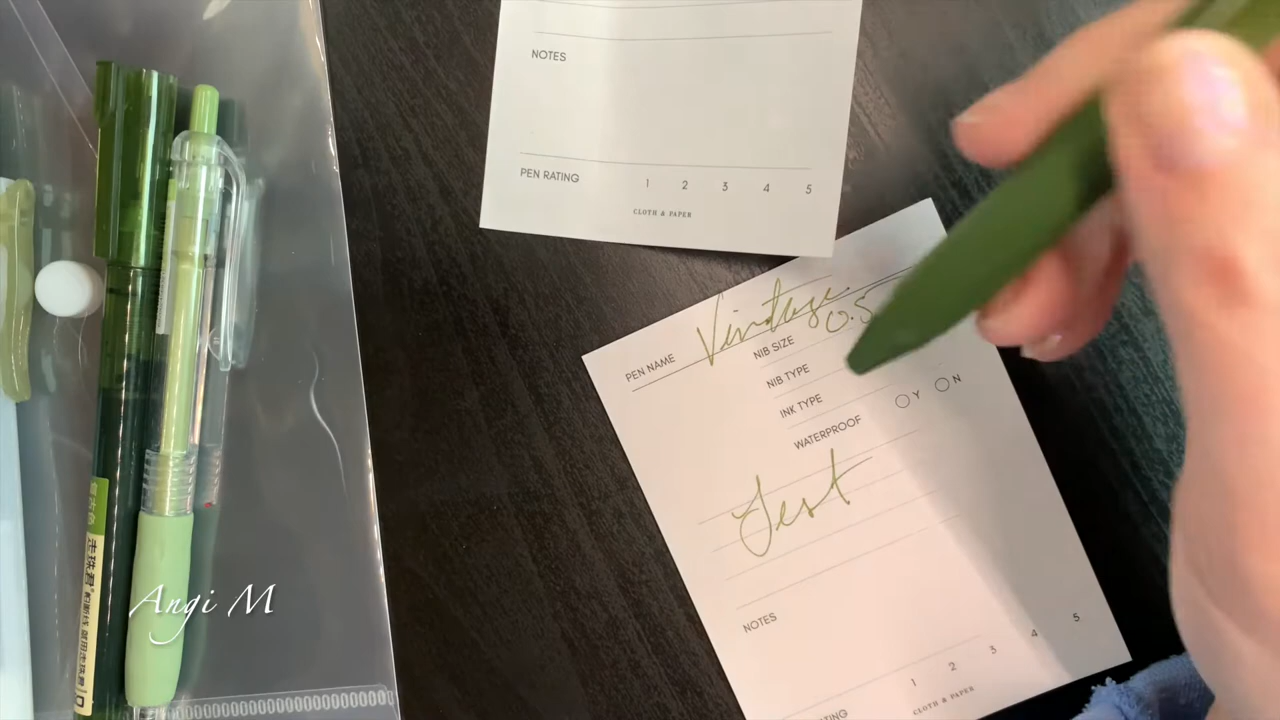 NOTES
PEN RATING 1 2 3 4 5
CLOTH & PAPER
PEN NAME Vintage
NIB SIZE 0.5
NIB TYPE
INK TYPE
WATERPROOF Y N
Test
NOTES
RATING 1 2 3 4 5
CLOTH & PAPER
Angi M